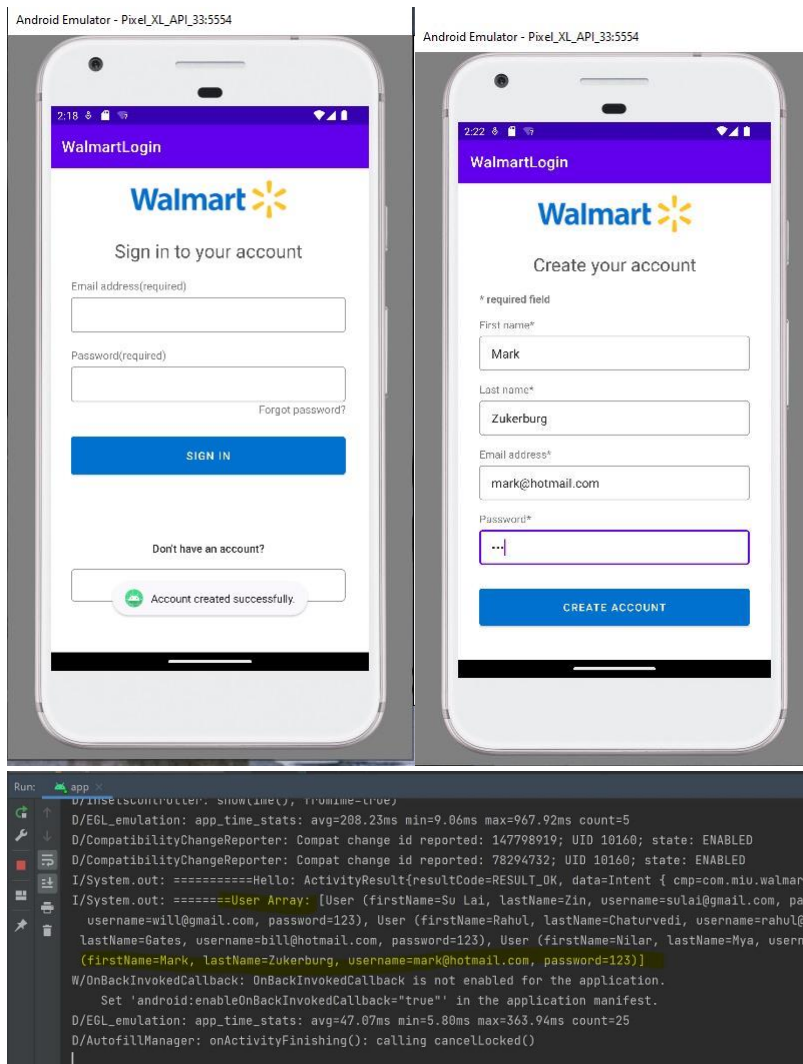 Android Emulator - Pixel_XL_API_33:5554
2:18
WalmartLogin
Walmart
Sign in to your account
Email address(required)
Password(required)
Forgot password?
SIGN IN
Don't have an account?
Account created successfully.
Android Emulator - Pixel_XL_API_33:5554
2:22
WalmartLogin
Walmart
Create your account
* required field
First name*
Mark
Last name*
Zukerburg
Email address*
mark@hotmail.com
Password*
•••
CREATE ACCOUNT
Run: app
D/InsetsController: show(ime(), fromIme=true)
D/EGL_emulation: app_time_stats: avg=208.23ms min=9.06ms max=967.92ms count=5
D/CompatibilityChangeReporter: Compat change id reported: 147798919; UID 10160; state: ENABLED
D/CompatibilityChangeReporter: Compat change id reported: 78294732; UID 10160; state: ENABLED
I/System.out: ===========Hello: ActivityResult{resultCode=RESULT_OK, data=Intent { cmp=com.miu.walmar
I/System.out: ========User Array: [User (firstName=Su Lai, lastName=Zin, username=sulai@gmail.com, pa
username=will@gmail.com, password=123), User (firstName=Rahul, lastName=Chaturvedi, username=rahul@
lastName=Gates, username=bill@hotmail.com, password=123), User (firstName=Nilar, lastName=Mya, usern
(firstName=Mark, lastName=Zukerburg, username=mark@hotmail.com, password=123)]
W/OnBackInvokedCallback: OnBackInvokedCallback is not enabled for the application.
Set 'android:enableOnBackInvokedCallback="true"' in the application manifest.
D/EGL_emulation: app_time_stats: avg=47.07ms min=5.80ms max=363.94ms count=25
D/AutofillManager: onActivityFinishing(): calling cancelLocked()